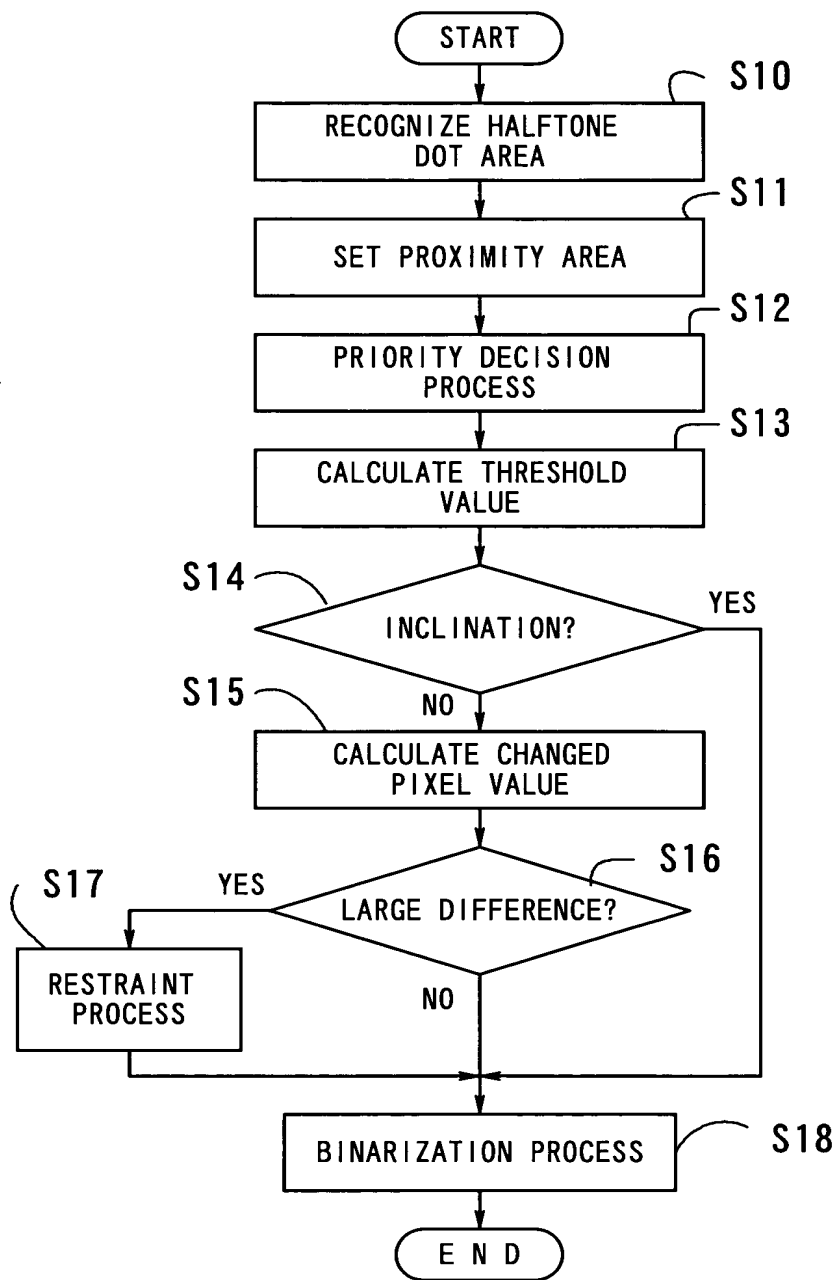 START
S10
RECOGNIZE HALFTONE
DOT AREA
S11
SET PROXIMITY AREA
S12
PRIORITY DECISION
PROCESS
S13
CALCULATE THRESHOLD
VALUE
S14
INCLINATION?
YES
NO
S15
CALCULATE CHANGED
PIXEL VALUE
S16
LARGE DIFFERENCE?
YES
S17
RESTRAINT
PROCESS
NO
BINARIZATION PROCESS
S18
END